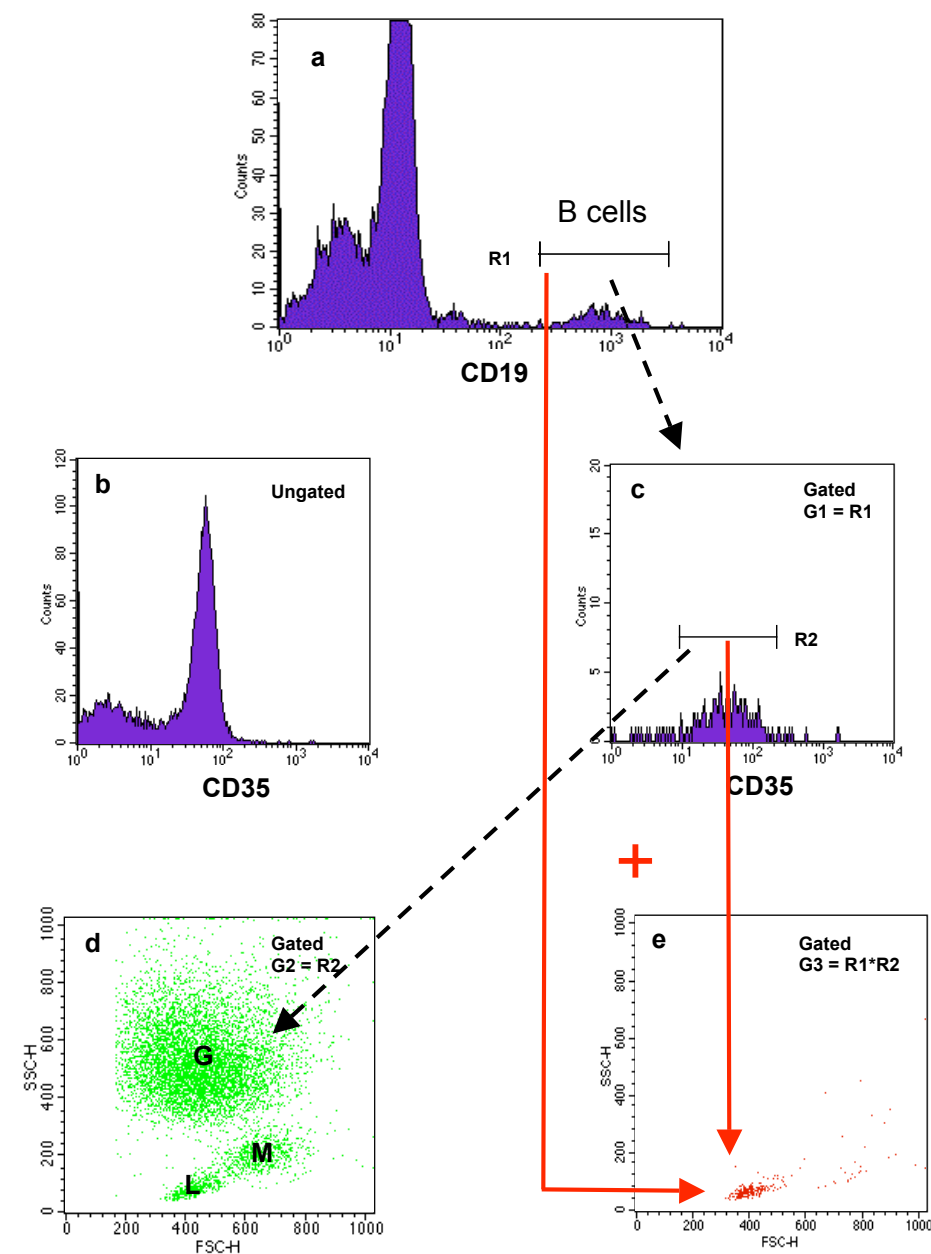 a
80
70
60
50
40
30
20
10
0
Counts
B cells
R1
10⁰ 10¹ 10² 10³ 10⁴
CD19
b
Ungated
120
100
80
60
40
20
0
Counts
10⁰ 10¹ 10² 10³ 10⁴
CD35
c
Gated
G1 = R1
20
15
10
5
0
Counts
R2
10⁰ 10¹ 10² 10³ 10⁴
CD35
+
d
Gated
G2 = R2
1000
800
600
400
200
0
SSC-H
G
M
L
0 200 400 600 800 1000
FSC-H
e
Gated
G3 = R1*R2
1000
800
600
400
200
0
SSC-H
0 200 400 600 800 1000
FSC-H